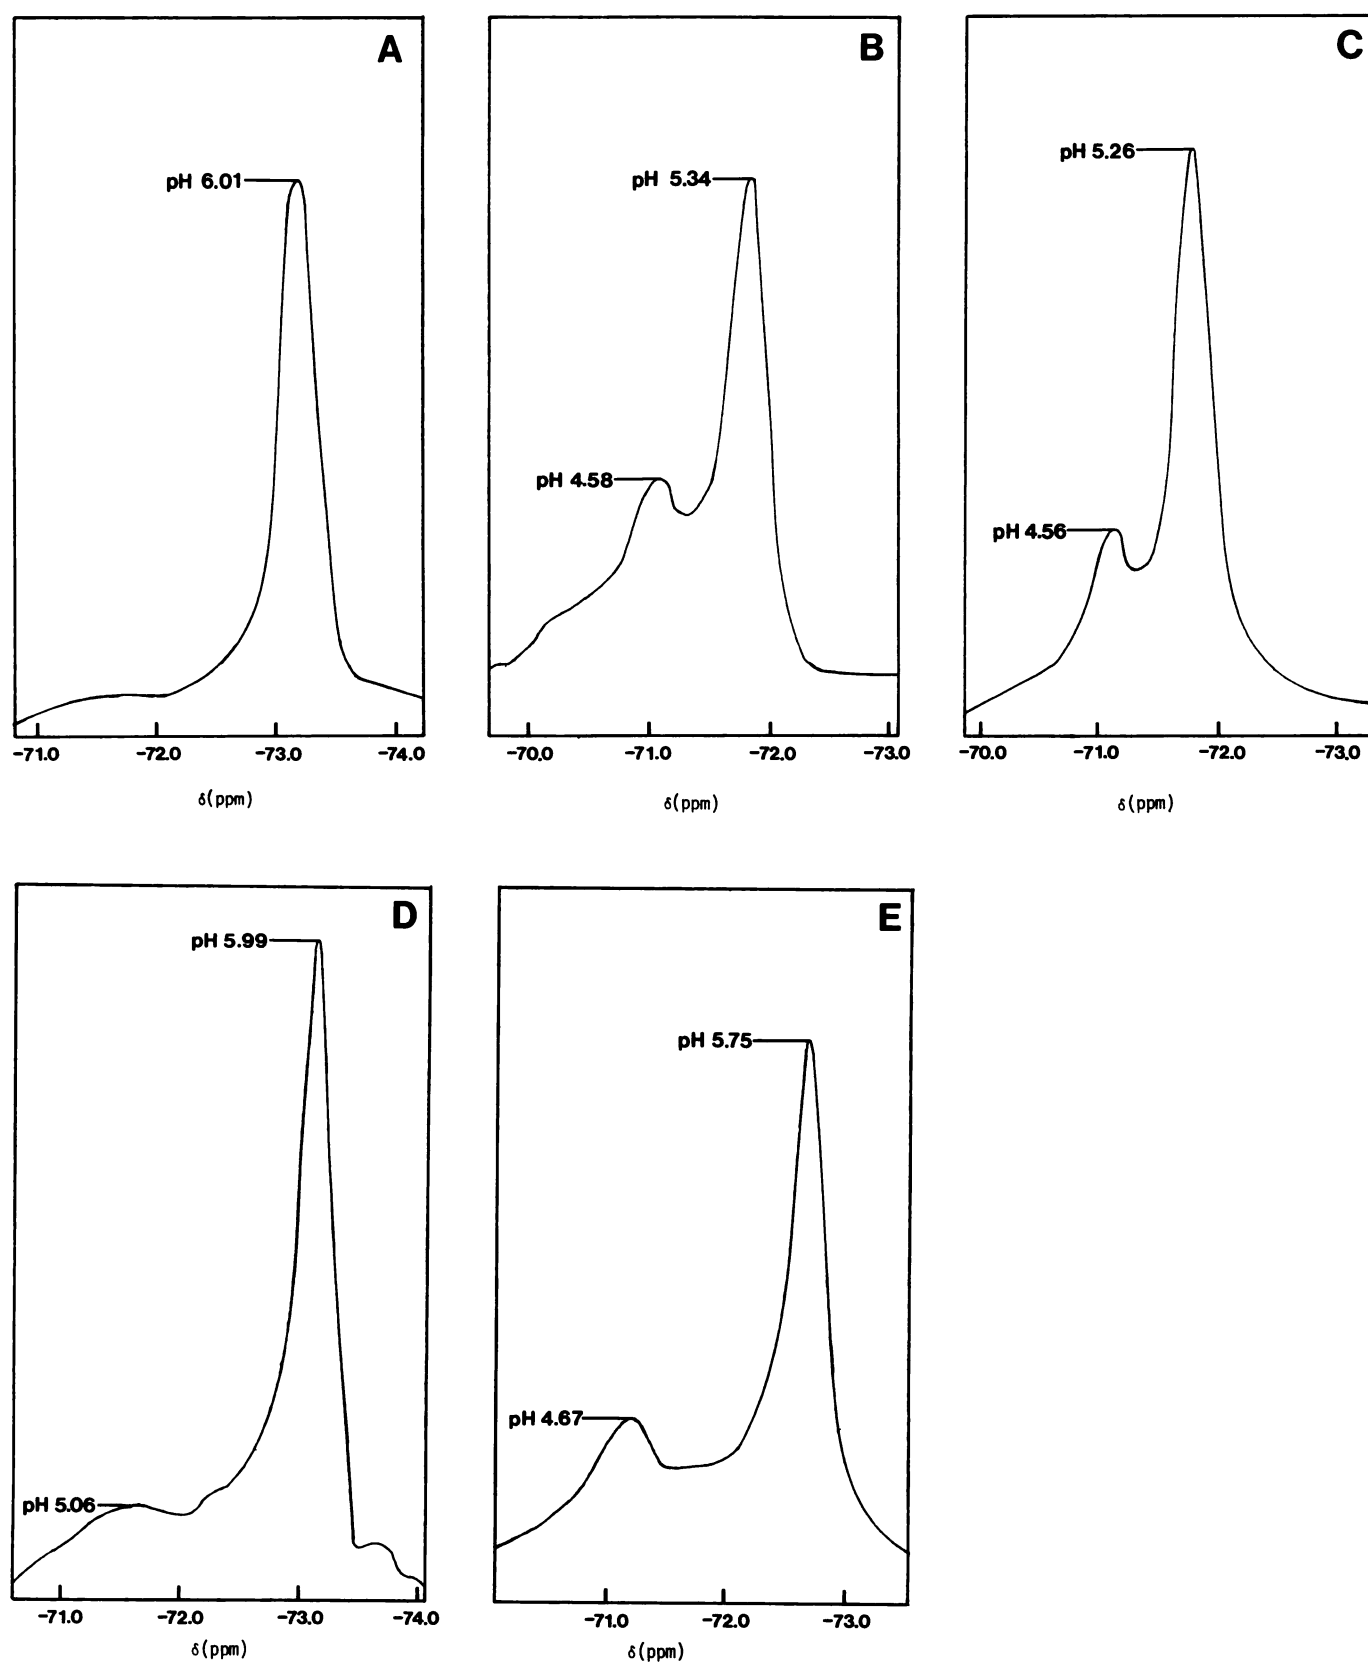 A
pH 6.01
-71.0 -72.0 -73.0 -74.0
δ(ppm)
B
pH 5.34
pH 4.58
-70.0 -71.0 -72.0 -73.0
δ(ppm)
C
pH 5.26
pH 4.56
-70.0 -71.0 -72.0 -73.0
δ(ppm)
D
pH 5.99
pH 5.06
-71.0 -72.0 -73.0 -74.0
δ(ppm)
E
pH 5.75
pH 4.67
-71.0 -72.0 -73.0
δ(ppm)